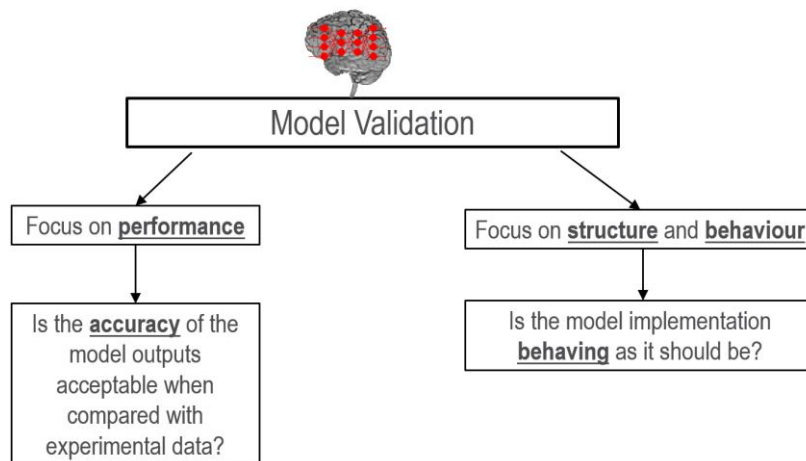 Model Validation
Focus on performance
Is the accuracy of the
model outputs
acceptable when
compared with
experimental data?
Focus on structure and behaviour
Is the model implementation
behaving as it should be?